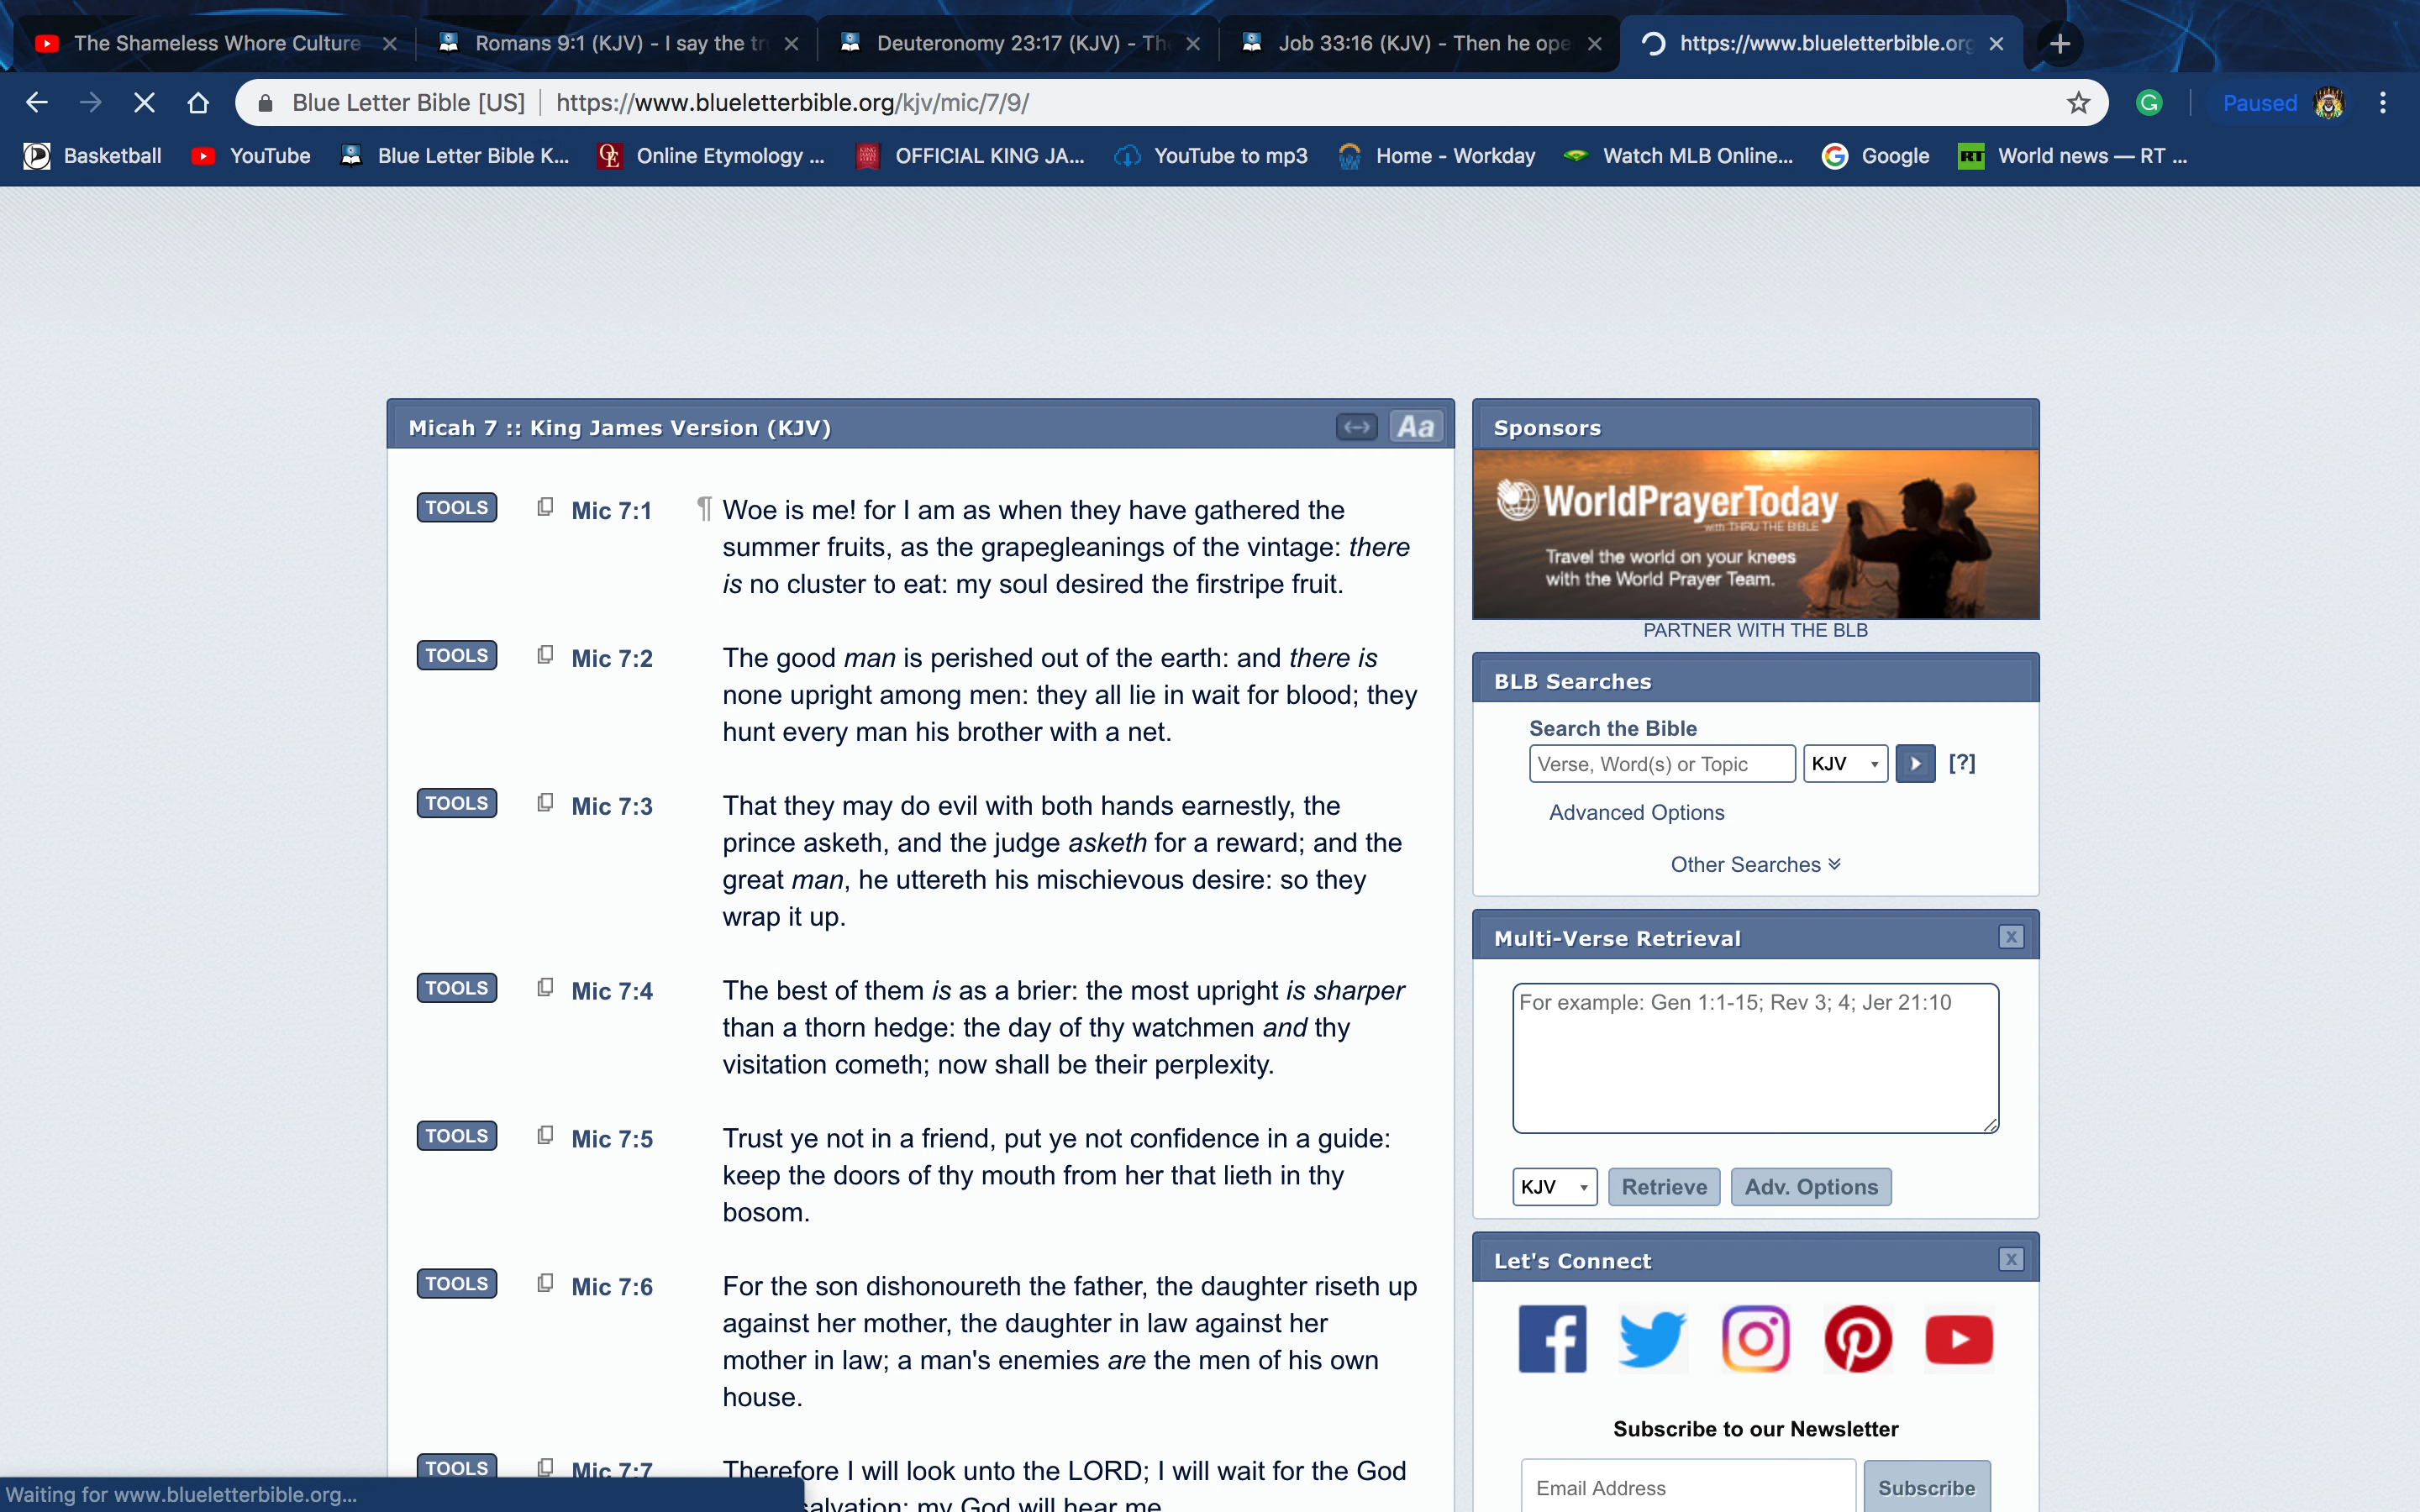 The Shameless Whore Culture
Romans 9:1 (KJV) - I say the tr
Deuteronomy 23:17 (KJV) - Th
Job 33:16 (KJV) - Then he ope
https://www.blueletterbible.org
Blue Letter Bible [US] https://www.blueletterbible.org/kjv/mic/7/9/
Paused
Basketball YouTube Blue Letter Bible K... Online Etymology ... OFFICIAL KING JA... YouTube to mp3 Home - Workday Watch MLB Online... Google World news — RT ...
Micah 7 :: King James Version (KJV) Aa
TOOLS Mic 7:1 ¶ Woe is me! for I am as when they have gathered the
summer fruits, as the grapegleanings of the vintage: there
is no cluster to eat: my soul desired the firstripe fruit.
TOOLS Mic 7:2 The good man is perished out of the earth: and there is
none upright among men: they all lie in wait for blood; they
hunt every man his brother with a net.
TOOLS Mic 7:3 That they may do evil with both hands earnestly, the
prince asketh, and the judge asketh for a reward; and the
great man, he uttereth his mischievous desire: so they
wrap it up.
TOOLS Mic 7:4 The best of them is as a brier: the most upright is sharper
than a thorn hedge: the day of thy watchmen and thy
visitation cometh; now shall be their perplexity.
TOOLS Mic 7:5 Trust ye not in a friend, put ye not confidence in a guide:
keep the doors of thy mouth from her that lieth in thy
bosom.
TOOLS Mic 7:6 For the son dishonoureth the father, the daughter riseth up
against her mother, the daughter in law against her
mother in law; a man's enemies are the men of his own
house.
TOOLS Mic 7:7 Therefore I will look unto the LORD; I will wait for the God
salvation: my God will hear me
Waiting for www.blueletterbible.org...
Sponsors
WorldPrayerToday
with THRU THE BIBLE
Travel the world on your knees
with the World Prayer Team.
PARTNER WITH THE BLB
BLB Searches
Search the Bible
Verse, Word(s) or Topic KJV [?]
Advanced Options
Other Searches
Multi-Verse Retrieval x
For example: Gen 1:1-15; Rev 3; 4; Jer 21:10
KJV Retrieve Adv. Options
Let's Connect x
Subscribe to our Newsletter
Email Address Subscribe